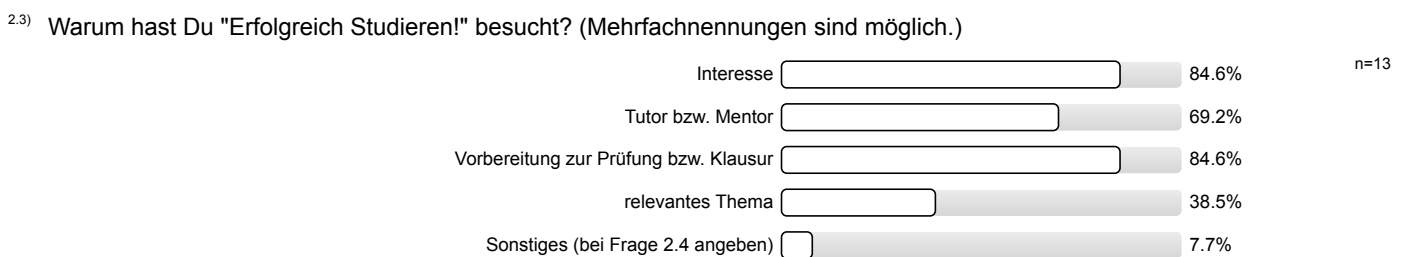 2.3) Warum hast Du "Erfolgreich Studieren!" besucht? (Mehrfachnennungen sind möglich.)
n=13
Interesse 84.6%
Tutor bzw. Mentor 69.2%
Vorbereitung zur Prüfung bzw. Klausur 84.6%
relevantes Thema 38.5%
Sonstiges (bei Frage 2.4 angeben) 7.7%